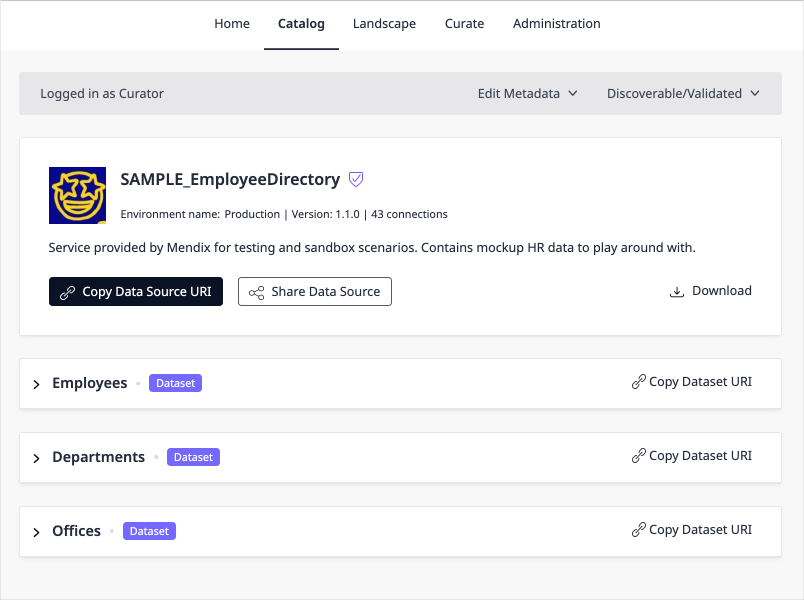 Home Catalog Landscape Curate Administration
Logged in as Curator Edit Metadata Discoverable/Validated
SAMPLE_EmployeeDirectory
Environment name: Production | Version: 1.1.0 | 43 connections
Service provided by Mendix for testing and sandbox scenarios. Contains mockup HR data to play around with.
Copy Data Source URI Share Data Source Download
Employees Dataset Copy Dataset URI
Departments Dataset Copy Dataset URI
Offices Dataset Copy Dataset URI